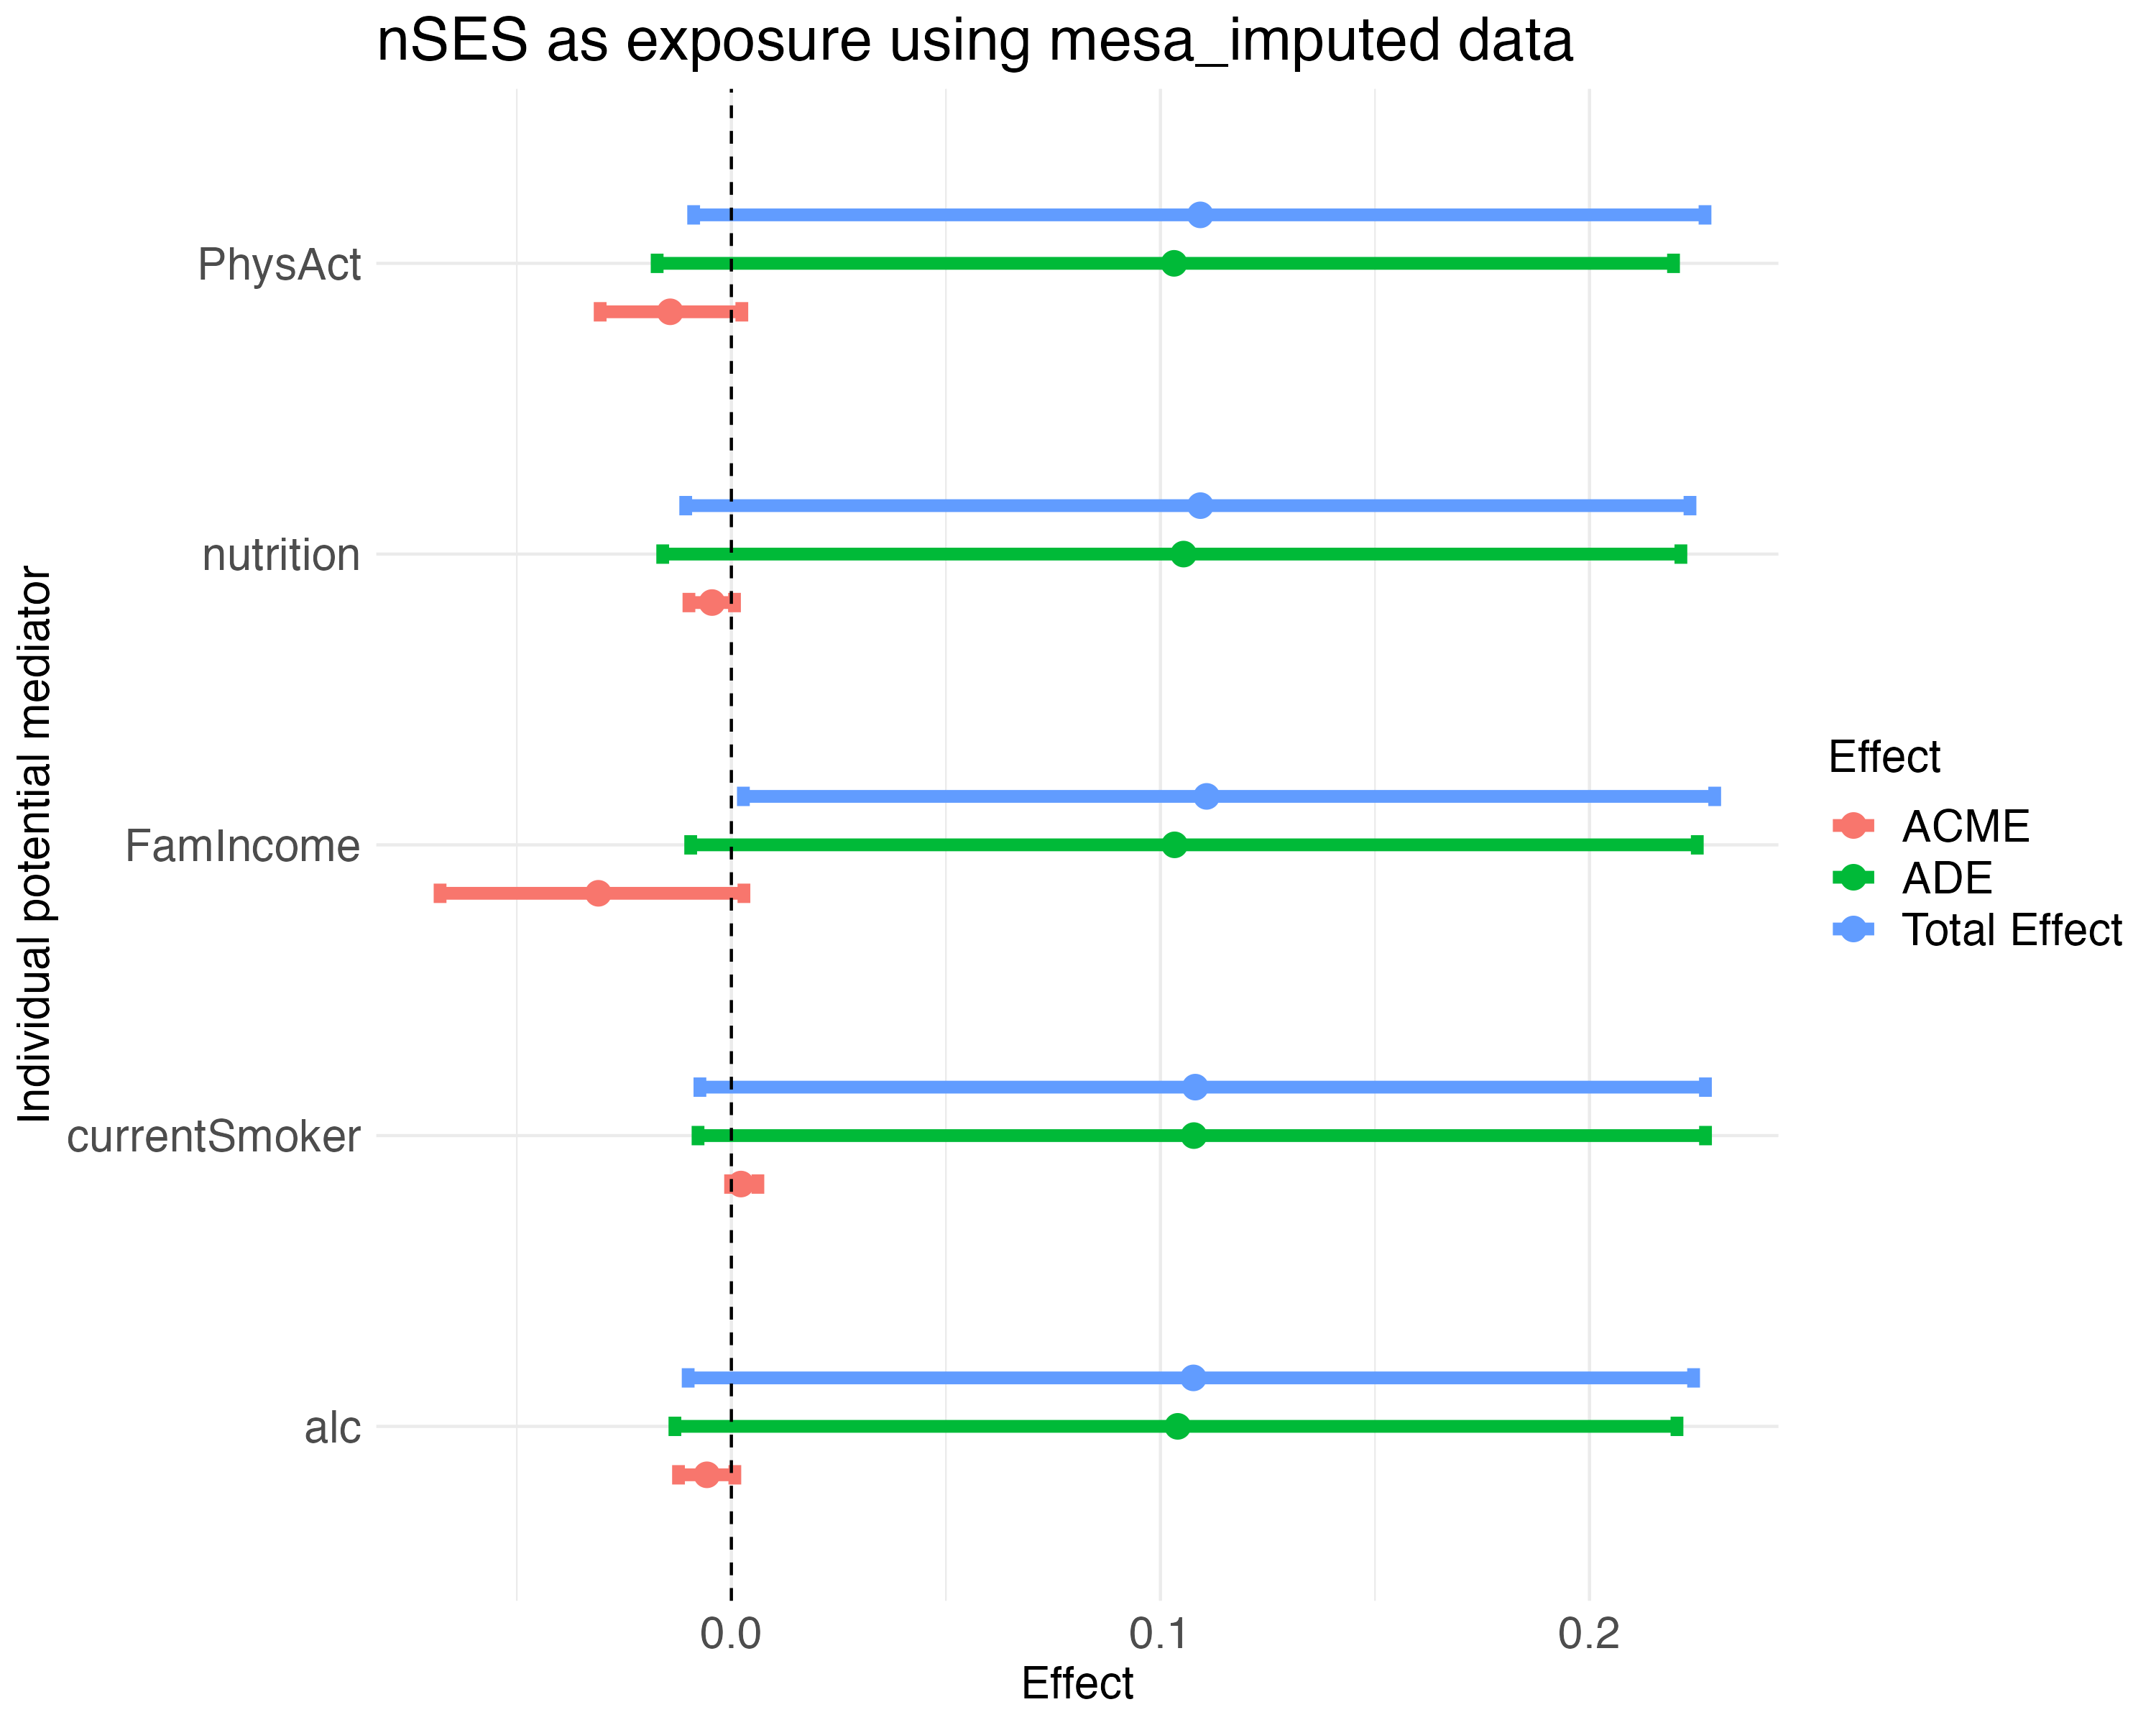 nSES as exposure using mesa_imputed data
Individual potential mediator
PhysAct
nutrition
FamIncome
currentSmoker
alc
0.0
0.1
0.2
Effect
Effect
ACME
ADE
Total Effect